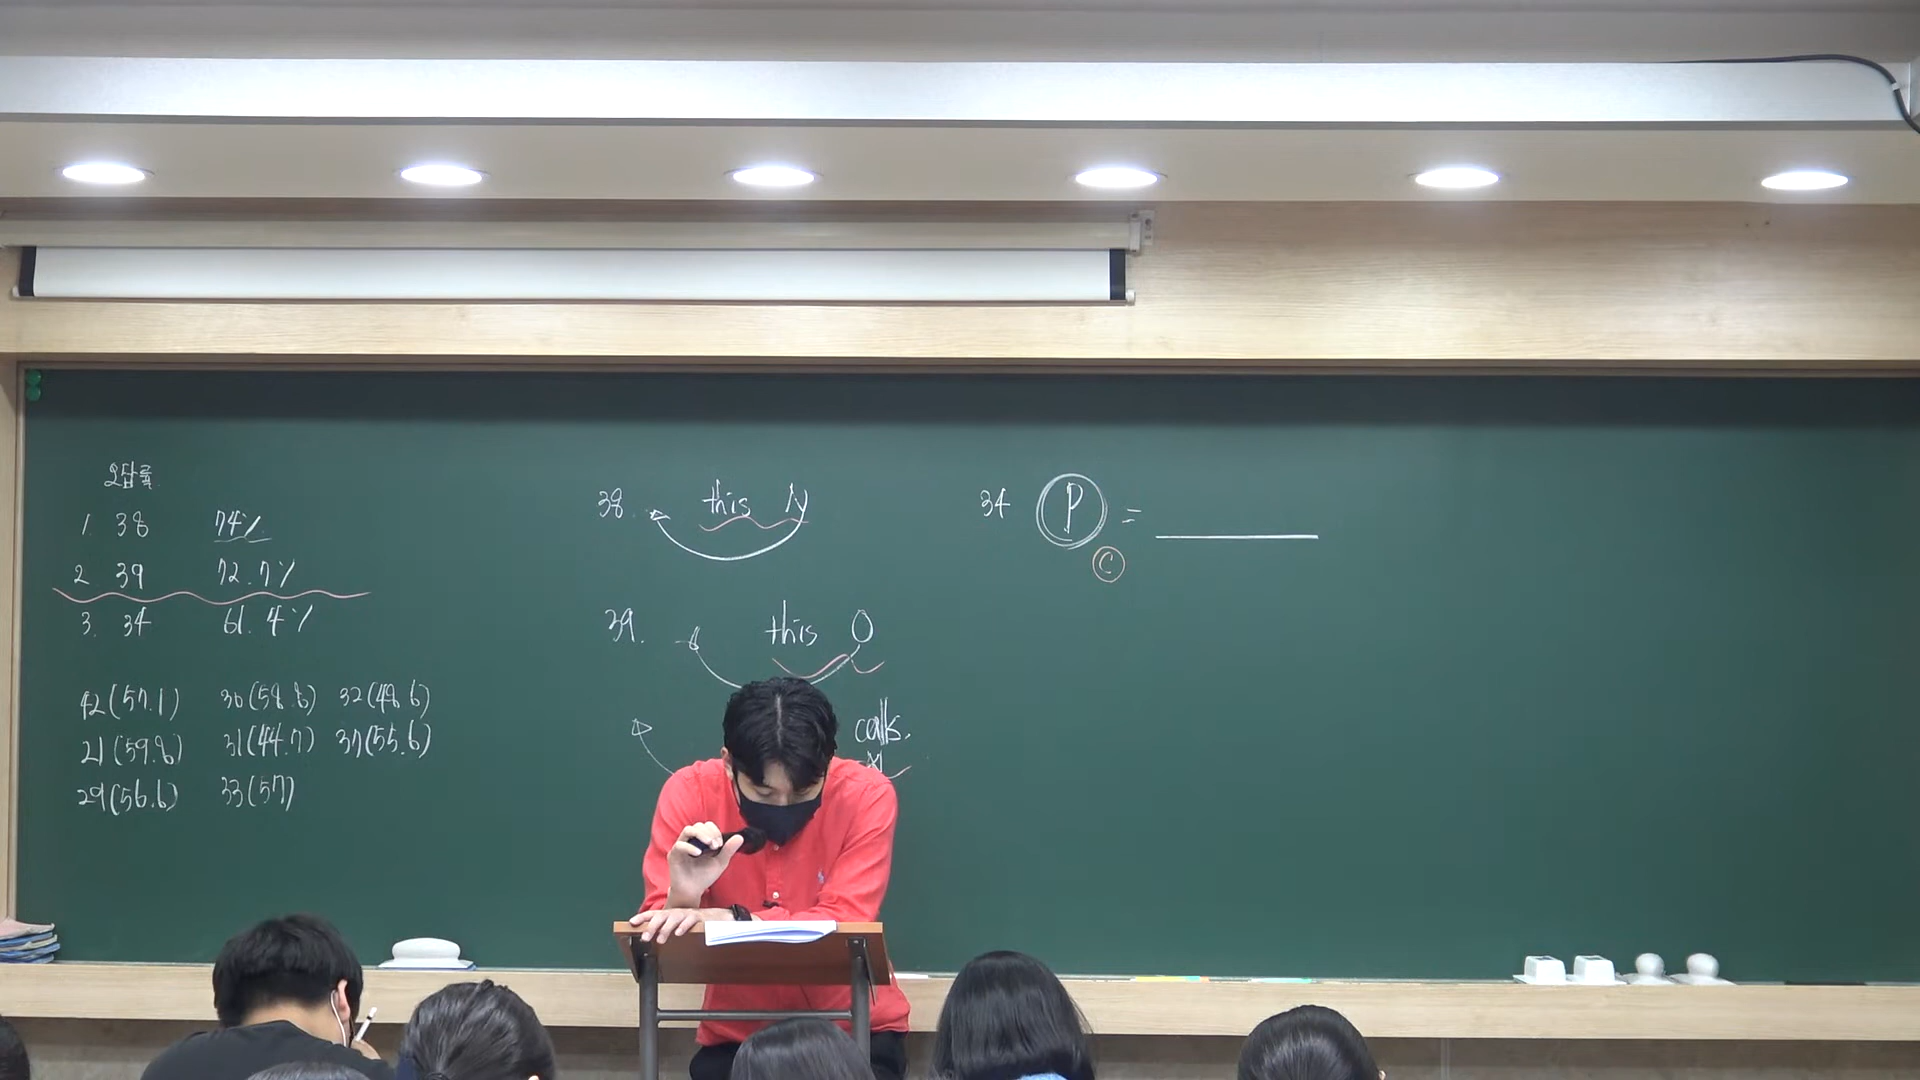 오답률
1. 38 74%
2 39 72.7%
3. 34 61.4%
42(57.1) 36(58.8) 32(48.6)
21(59.8) 31(44.7) 37(55.6)
29(56.6) 33(57)
38. this N
39. this O
calls.
34 P =
C